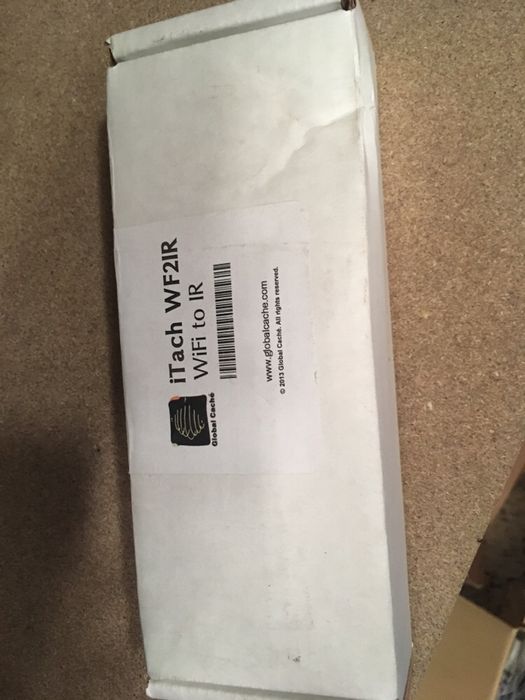 iTach WF2IR
WiFi to IR
Global Caché
www.globalcache.com
© 2013 Global Caché. All rights reserved.